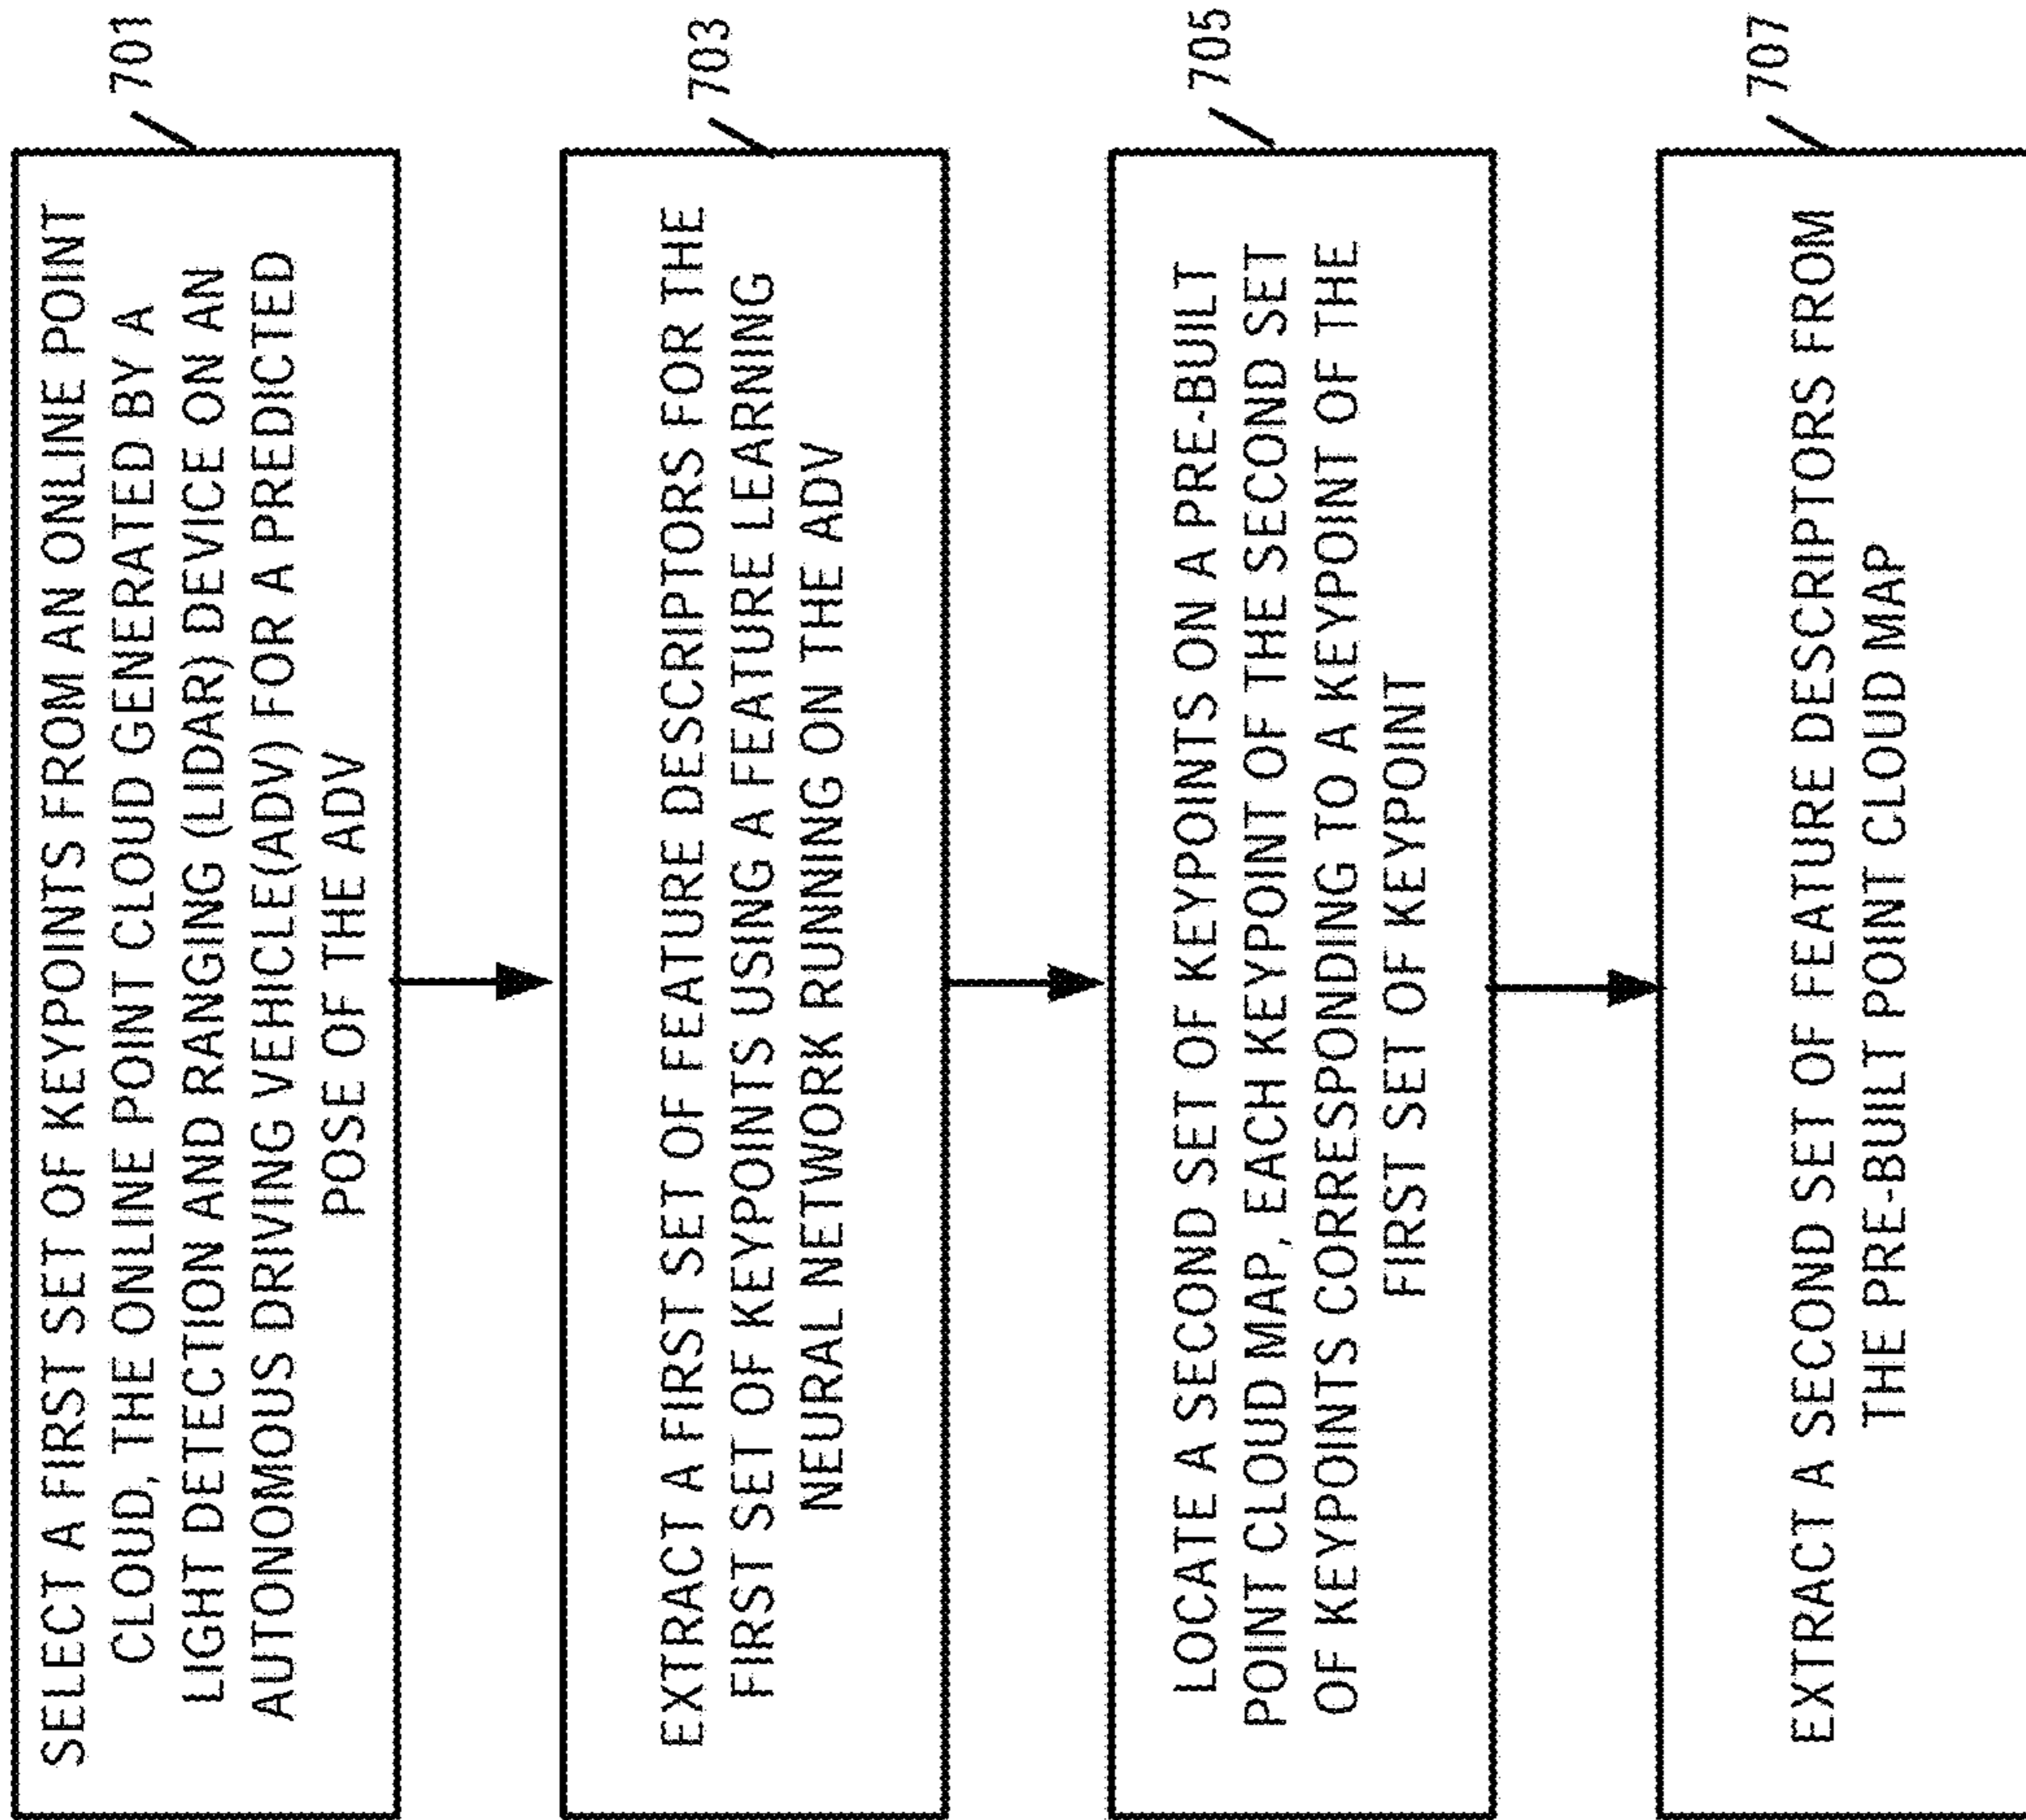 SELECT A FIRST SET OF KEYPOINTS FROM AN ONLINE POINT
CLOUD, THE ONLINE POINT CLOUD GENERATED BY A
LIGHT DETECTION AND RANGING (LIDAR) DEVICE ON AN
AUTONOMOUS DRIVING VEHICLE(ADV) FOR A PREDICTED
POSE OF THE ADV
701
EXTRACT A FIRST SET OF FEATURE DESCRIPTORS FOR THE
FIRST SET OF KEYPOINTS USING A FEATURE LEARNING
NEURAL NETWORK RUNNING ON THE ADV
703
LOCATE A SECOND SET OF KEYPOINTS ON A PRE-BUILT
POINT CLOUD MAP, EACH KEYPOINT OF THE SECOND SET
OF KEYPOINTS CORRESPONDING TO A KEYPOINT OF THE
FIRST SET OF KEYPOINT
705
EXTRACT A SECOND SET OF FEATURE DESCRIPTORS FROM
THE PRE-BUILT POINT CLOUD MAP
707